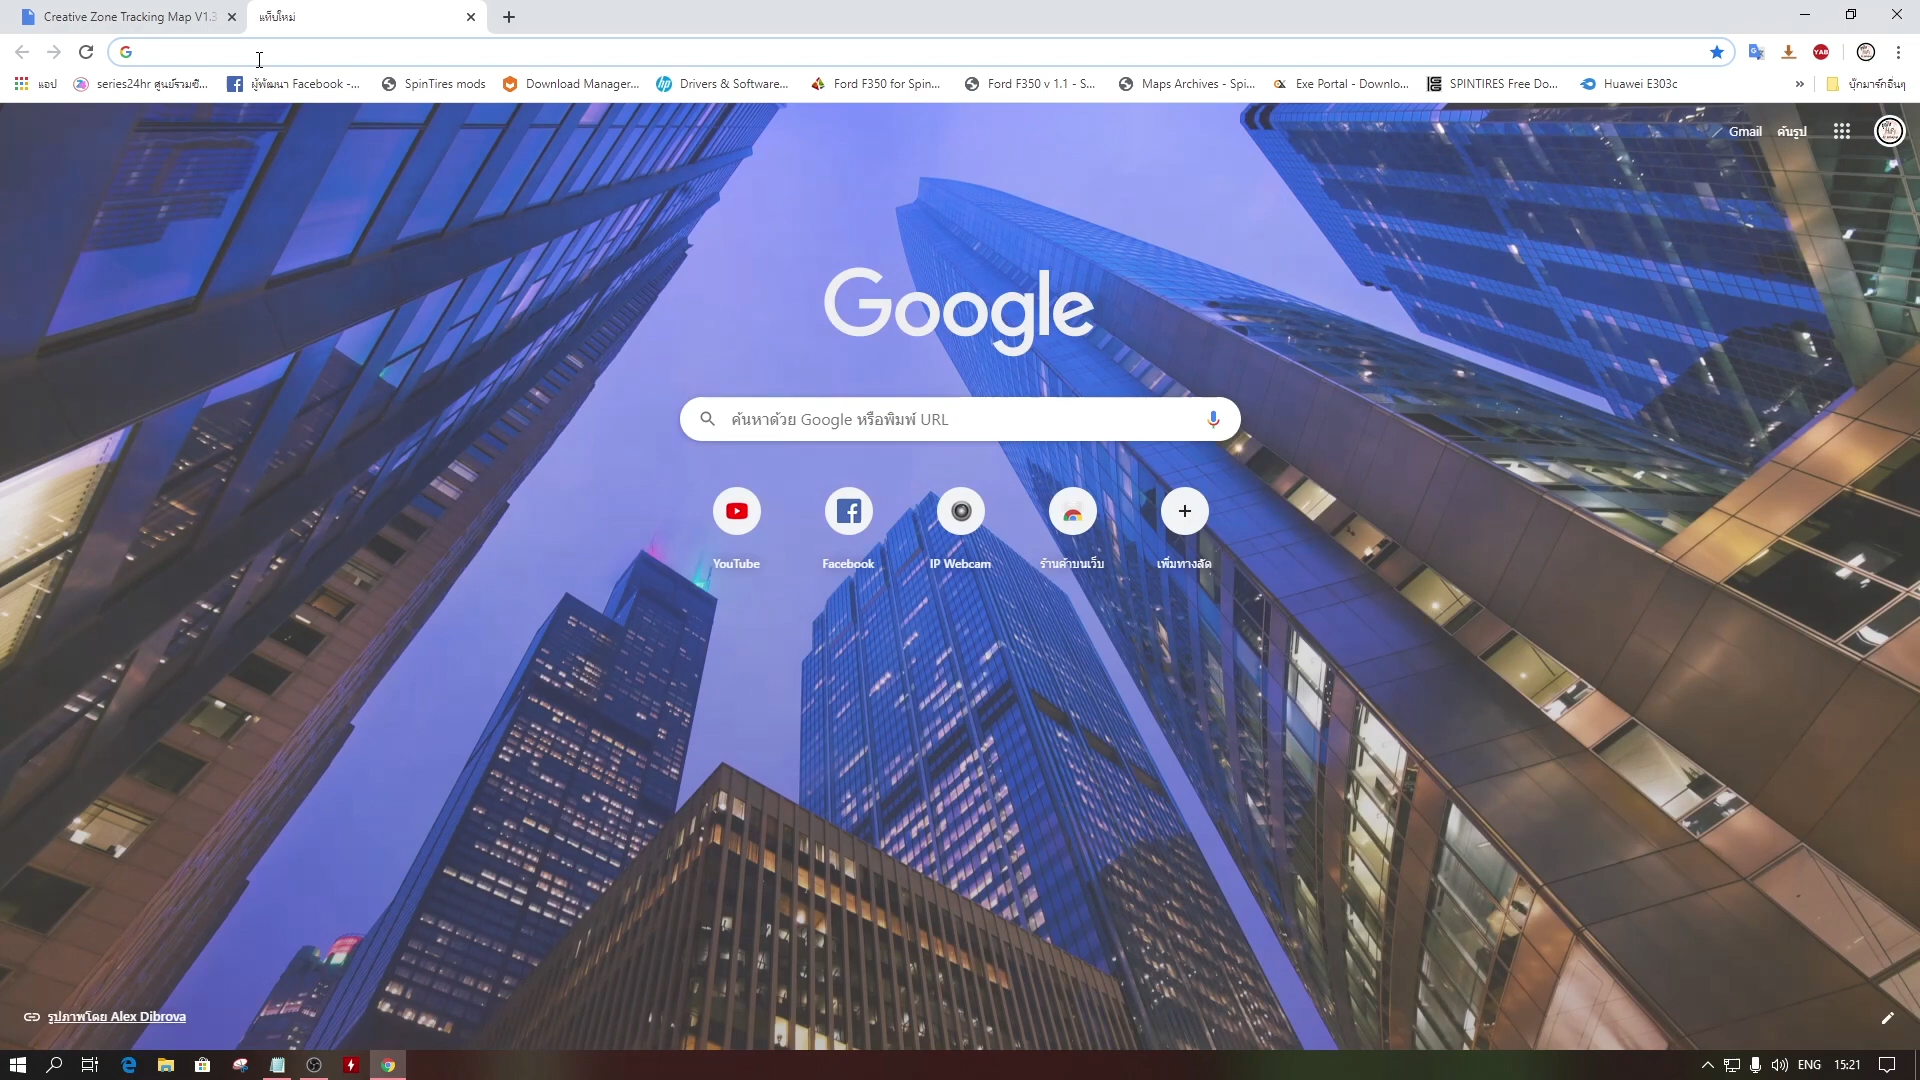 Creative Zone Tracking Map V1.3
แท็บใหม่
แอป
series24hr ศูนย์รวมซี...
ผู้พัฒนา Facebook -...
SpinTires mods
Download Manager...
Drivers & Software...
Ford F350 for Spin...
Ford F350 v 1.1 - S...
Maps Archives - Spi...
Exe Portal - Downlo...
SPINTIRES Free Do...
Huawei E303c
»
บุ๊กมาร์กอื่นๆ
YAB
Gmail
ค้นรูป
Google
ค้นหาด้วย Google หรือพิมพ์ URL
YouTube
Facebook
IP Webcam
ร้านค้าบนเว็บ
เพิ่มทางลัด
รูปภาพโดย Alex Dibrova
ENG
15:21